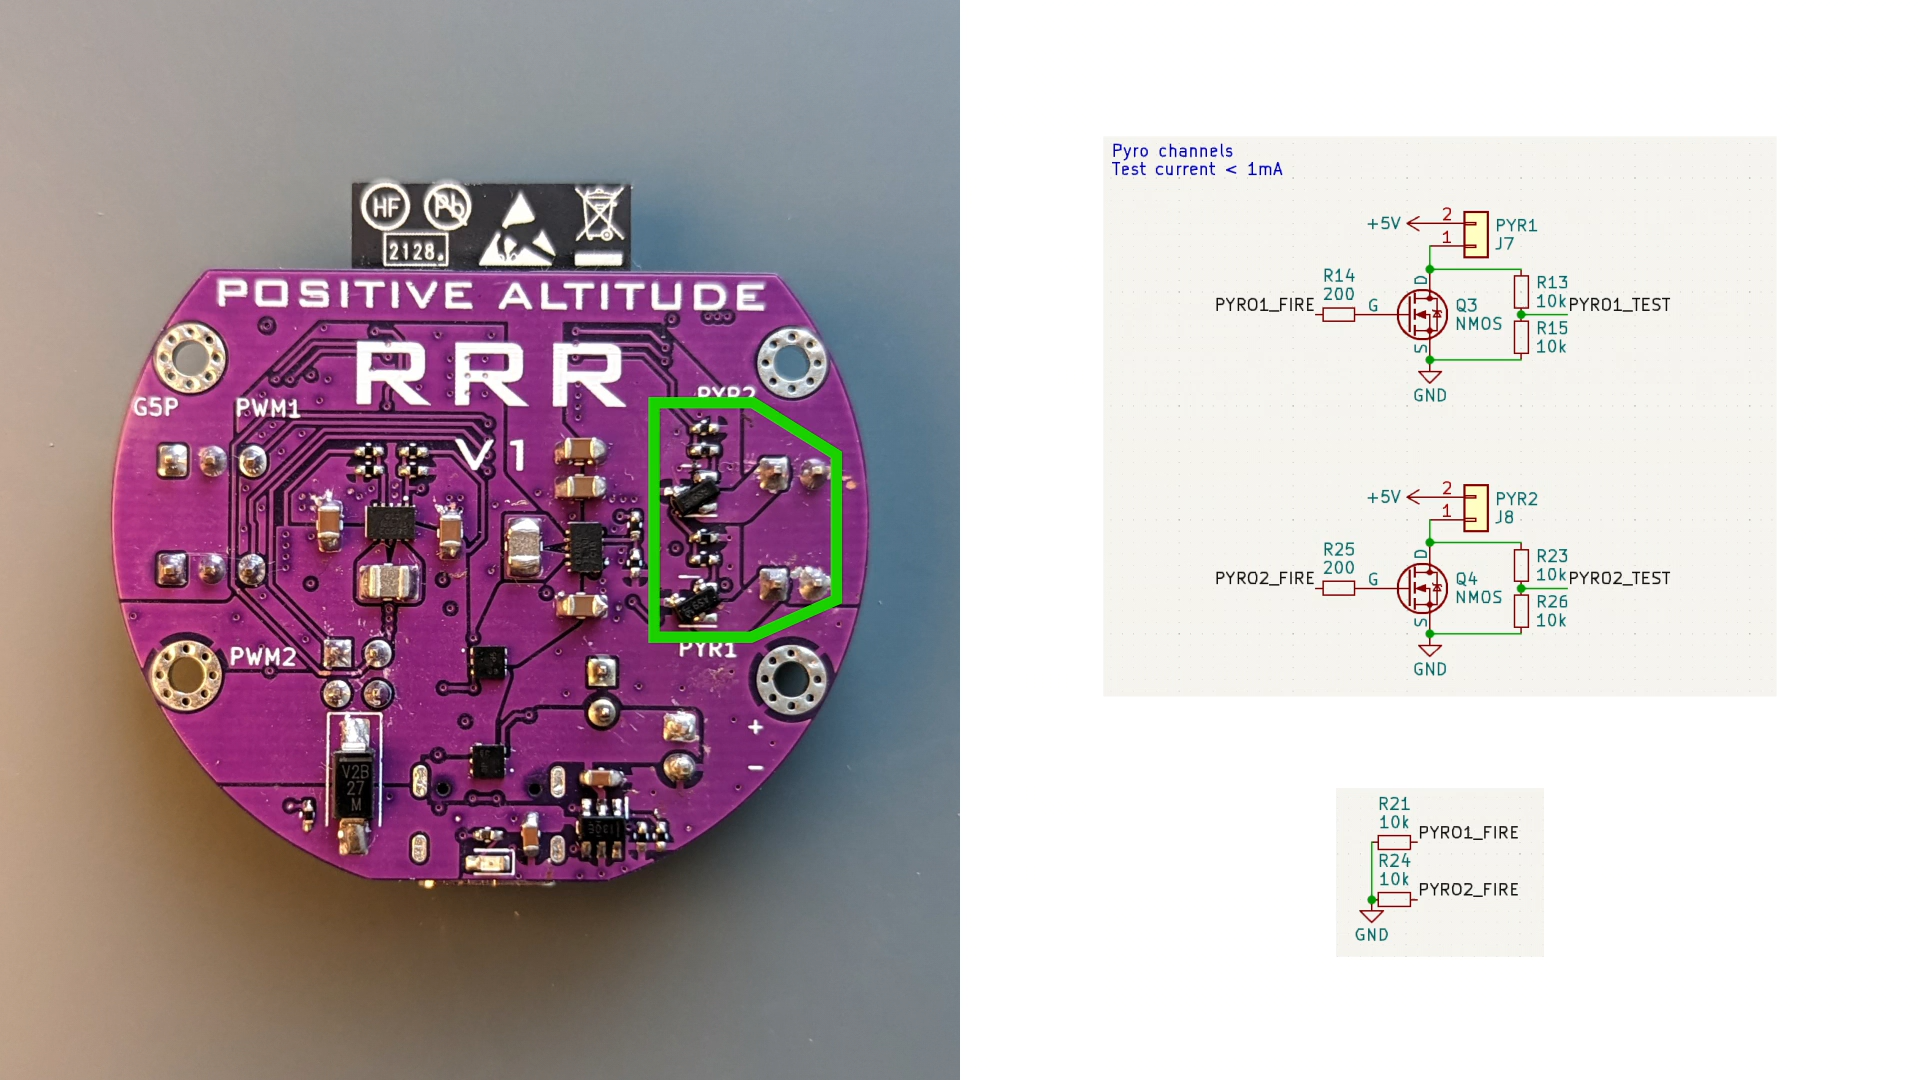 HF
Pb
2128.
POSITIVE ALTITUDE
RRR
V1
G5P
PWM1
PYR2
PWM2
PYR1
+
-
V2B
27
M
Pyro channels
Test current < 1mA
+5V
2
1
PYR1
J7
R14
200
PYRO1_FIRE
G
D
S
Q3
NMOS
R13
10k
PYRO1_TEST
R15
10k
GND
+5V
2
1
PYR2
J8
R25
200
PYRO2_FIRE
G
D
S
Q4
NMOS
R23
10k
PYRO2_TEST
R26
10k
GND
R21
10k
PYRO1_FIRE
R24
10k
PYRO2_FIRE
GND